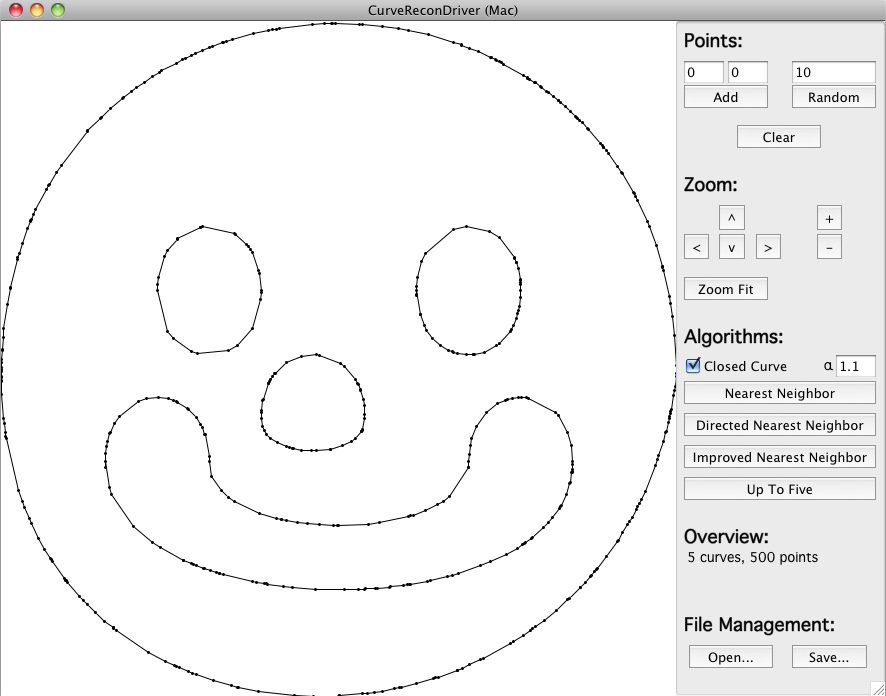 CurveReconDriver (Mac)
Points:
0 0 10
Add Random
Clear
Zoom:
^ +
< v > -
Zoom Fit
Algorithms:
Closed Curve α 1.1
Nearest Neighbor
Directed Nearest Neighbor
Improved Nearest Neighbor
Up To Five
Overview:
5 curves, 500 points
File Management:
Open... Save...